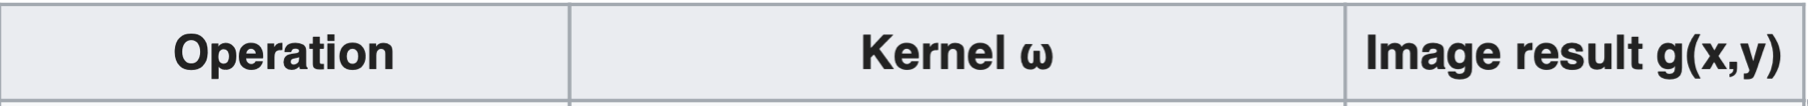 Operation Kernel ω Image result g(x,y)